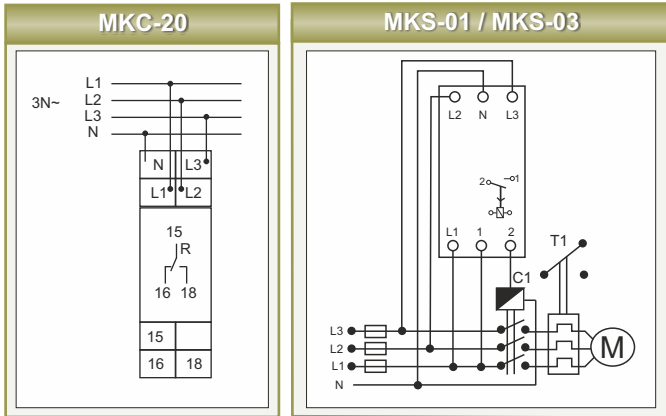 MKC-20
L1
3N~ L2
L3
N
N L3
L1 L2
15
R
16 18
15
16 18
MKS-01 / MKS-03
L2 N L3
2 1
L1 1 2
T1
C1
L3
L2
L1
N
M